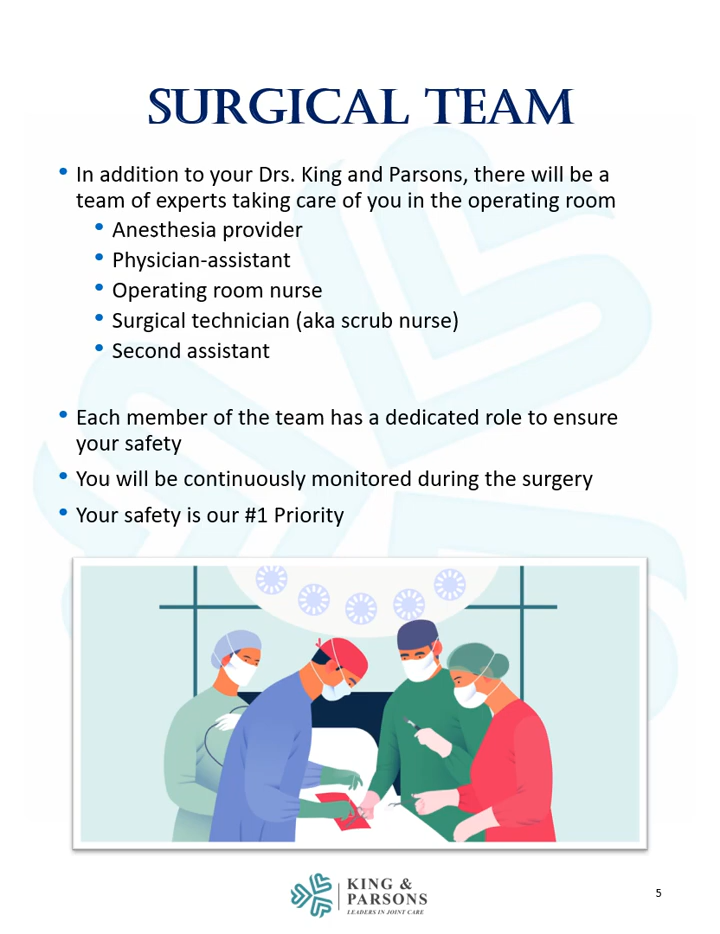 SURGICAL TEAM
• In addition to your Drs. King and Parsons, there will be a
team of experts taking care of you in the operating room
• Anesthesia provider
• Physician-assistant
• Operating room nurse
• Surgical technician (aka scrub nurse)
• Second assistant
• Each member of the team has a dedicated role to ensure
your safety
• You will be continuously monitored during the surgery
• Your safety is our #1 Priority
KING &
PARSONS
LEADERS IN JOINT CARE
5